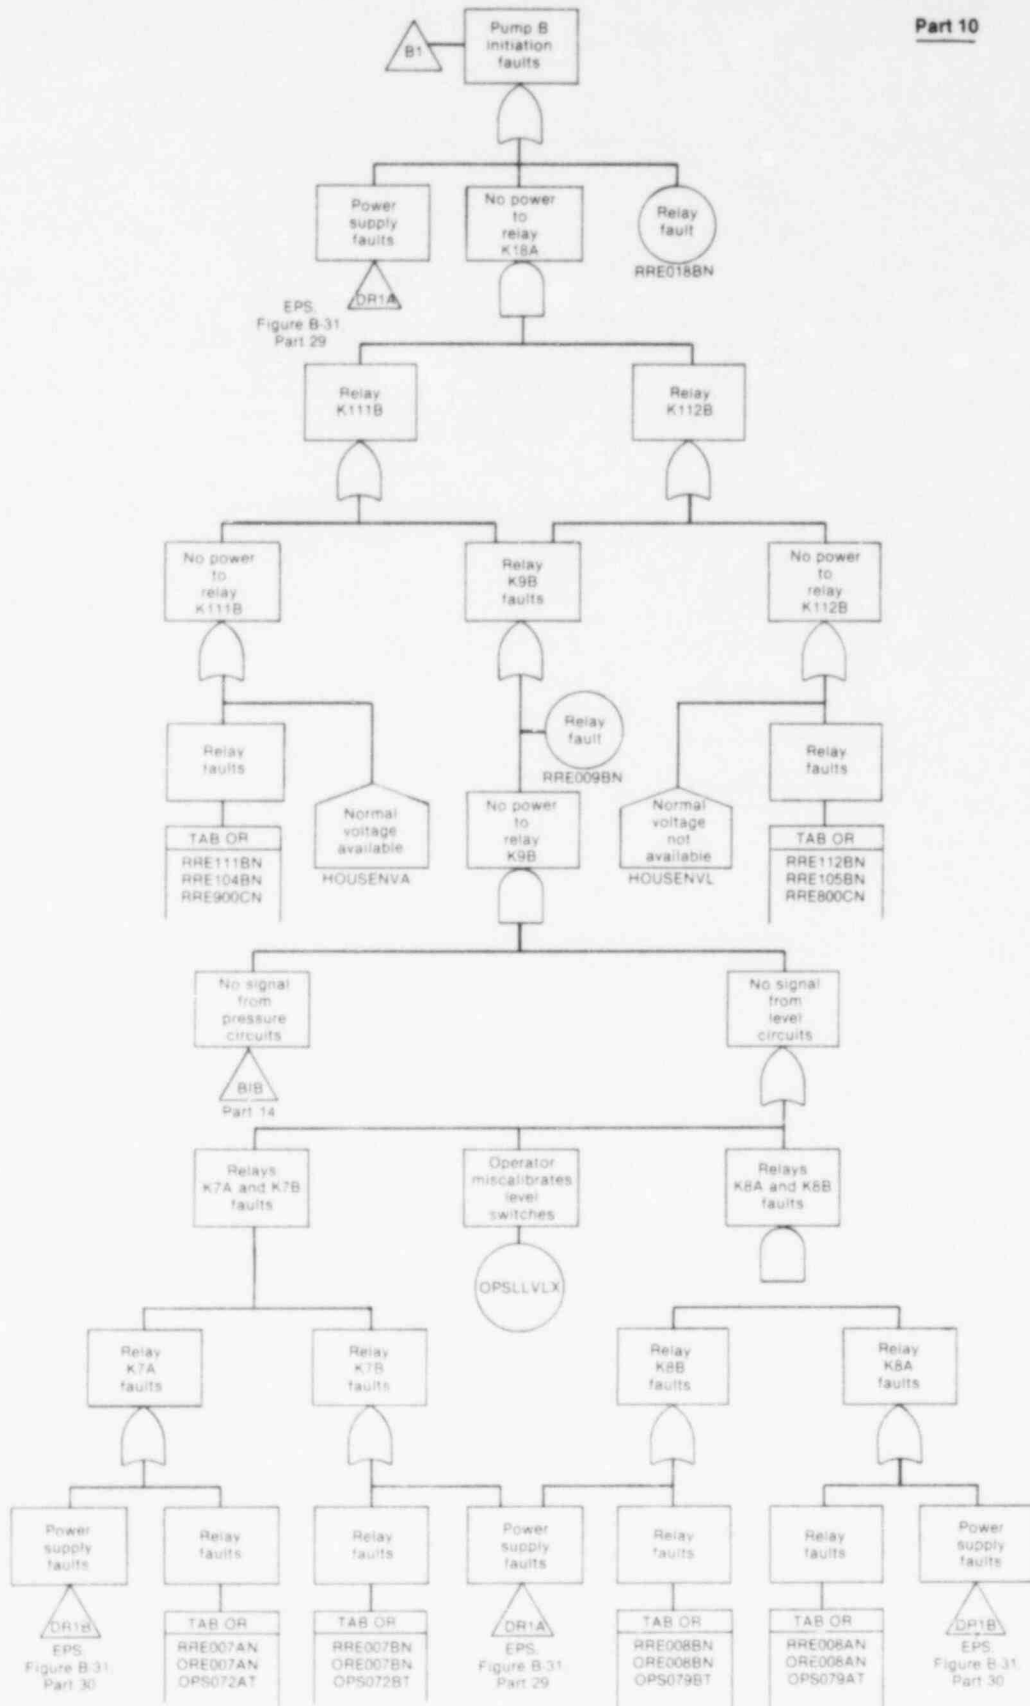 Part 10
B1
Pump B
initiation
faults
Power
supply
faults
No power
to
relay
K18A
Relay
fault
RRE018BN
DR1A
EPS.
Figure B-31.
Part 29
Relay
K111B
Relay
K112B
No power
to
relay
K111B
Relay
K9B
faults
No power
to
relay
K112B
Relay
faults
Normal
voltage
available
HOUSENVA
Relay
fault
RRE009BN
No power
to
relay
K9B
Normal
voltage
not
available
HOUSENVL
Relay
faults
TAB OR
RRE111BN
RRE104BN
RRE900CN
TAB OR
RRE112BN
RRE105BN
RRE800CN
No signal
from
pressure
circuits
BIB
Part 14
No signal
from
level
circuits
Relays
K7A and K7B
faults
Operator
miscalibrates
level
switches
OPSLLVLX
Relays
K8A and K8B
faults
Relay
K7A
faults
Relay
K7B
faults
Relay
K8B
faults
Relay
K8A
faults
Power
supply
faults
Relay
faults
Relay
faults
Power
supply
faults
Relay
faults
Relay
faults
Power
supply
faults
DR1B
EPS.
Figure B-31.
Part 30
TAB OR
RRE007AN
ORE007AN
OPS072AT
TAB OR
RRE007BN
ORE007BN
OPS072BT
DR1A
EPS.
Figure B-31.
Part 29
TAB OR
RRE008BN
ORE008BN
OPS079BT
TAB OR
RRE008AN
ORE008AN
OPS079AT
DR1B
EPS.
Figure B-31.
Part 30